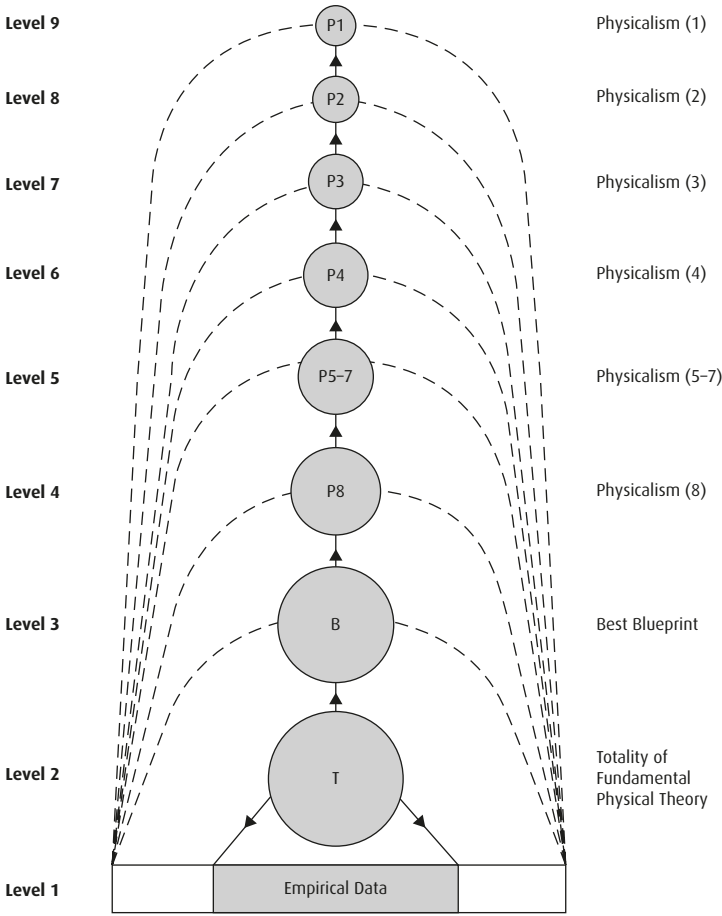 Level 9
P1
Physicalism (1)
Level 8
P2
Physicalism (2)
Level 7
P3
Physicalism (3)
Level 6
P4
Physicalism (4)
Level 5
P5–7
Physicalism (5–7)
Level 4
P8
Physicalism (8)
Level 3
B
Best Blueprint
Level 2
T
Totality of
Fundamental
Physical Theory
Level 1
Empirical Data